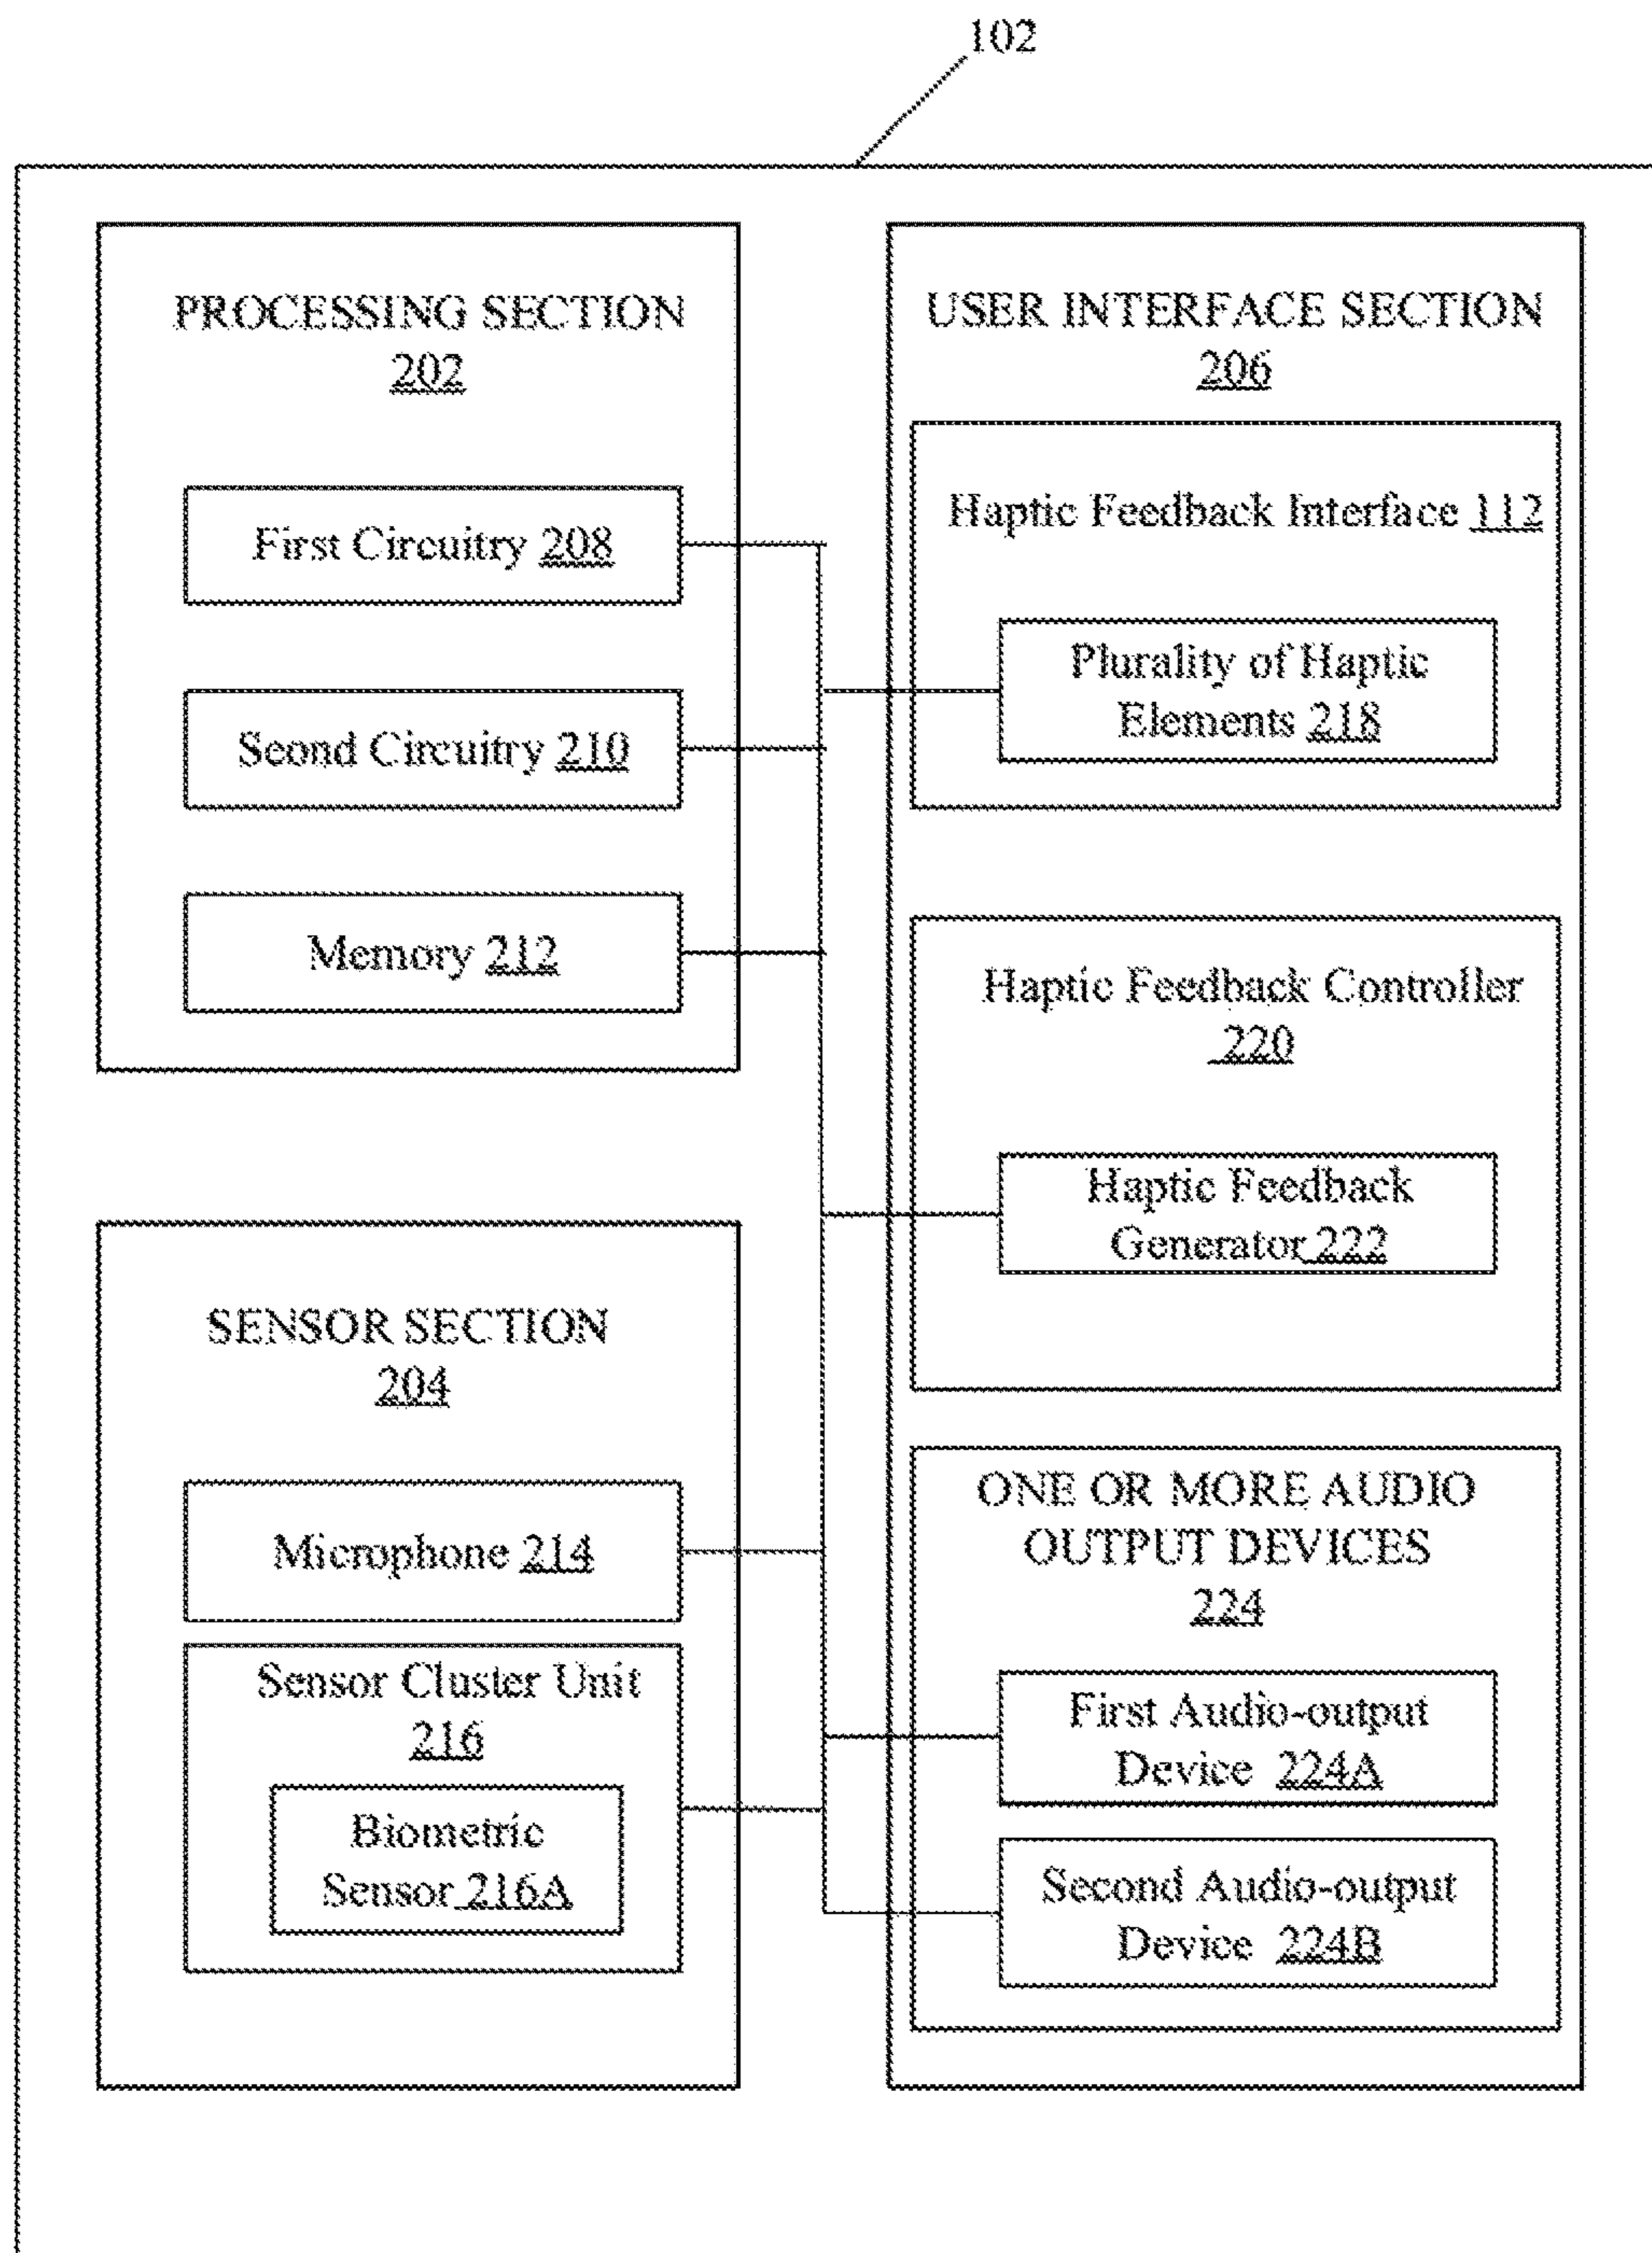 102
PROCESSING SECTION
202
First Circuitry 208
Seond Circuitry 210
Memory 212
SENSOR SECTION
204
Microphone 214
Sensor Cluster Unit
216
Biometric
Sensor 216A
USER INTERFACE SECTION
206
Haptic Feedback Interface 112
Plurality of Haptic
Elements 218
Haptic Feedback Controller
220
Haptic Feedback
Generator 222
ONE OR MORE AUDIO
OUTPUT DEVICES
224
First Audio-output
Device 224A
Second Audio-output
Device 224B